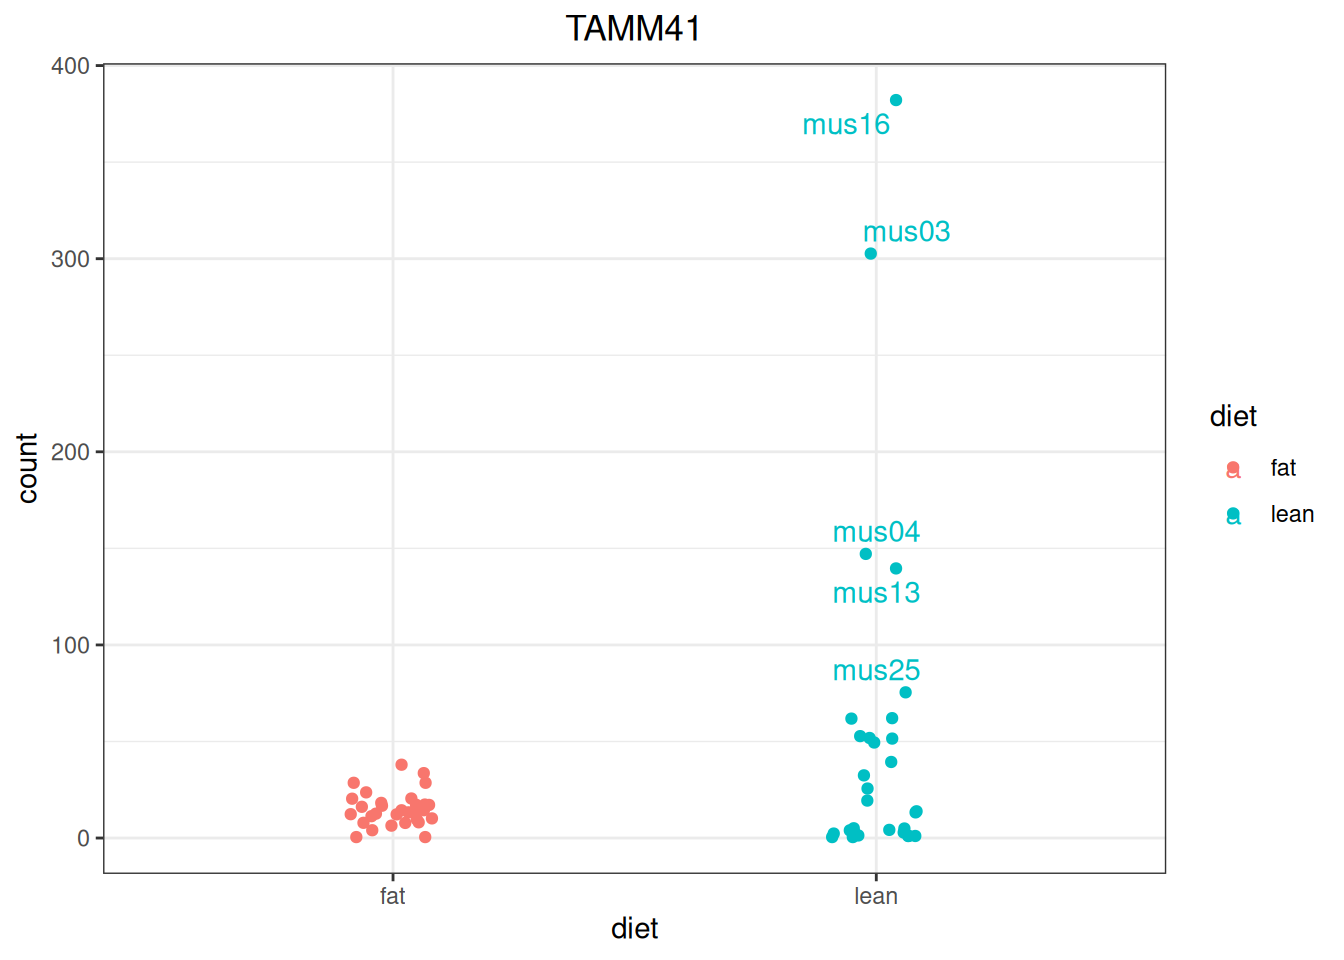 TAMM41
400
300
200
100
0
count
mus16
mus03
mus04
mus13
mus25
fat
lean
diet
diet
a fat
a lean